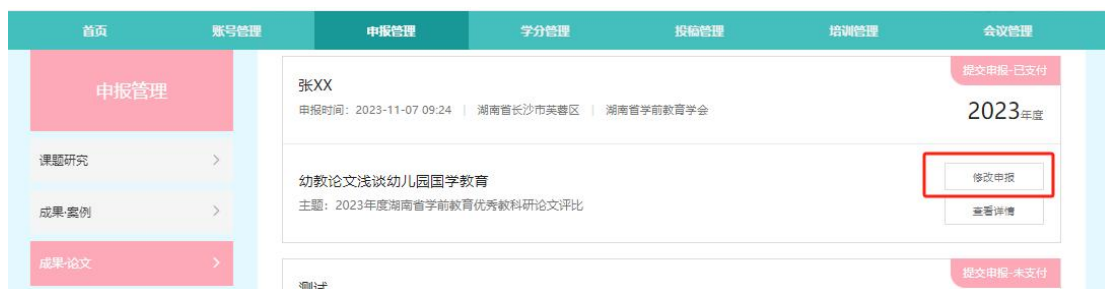 首页 账号管理 申报管理 学分管理 投稿管理 培训管理 会议管理
申报管理
课题研究
成果·案例
成果·论文
张XX
提交申报-已支付
申报时间：2023-11-07 09:24 | 湖南省长沙市芙蓉区 | 湖南省学前教育学会
2023年度
幼教论文浅谈幼儿园国学教育
修改申报
主题：2023年度湖南省学前教育优秀教科研论文评比
查看详情
测试
提交申报-未支付